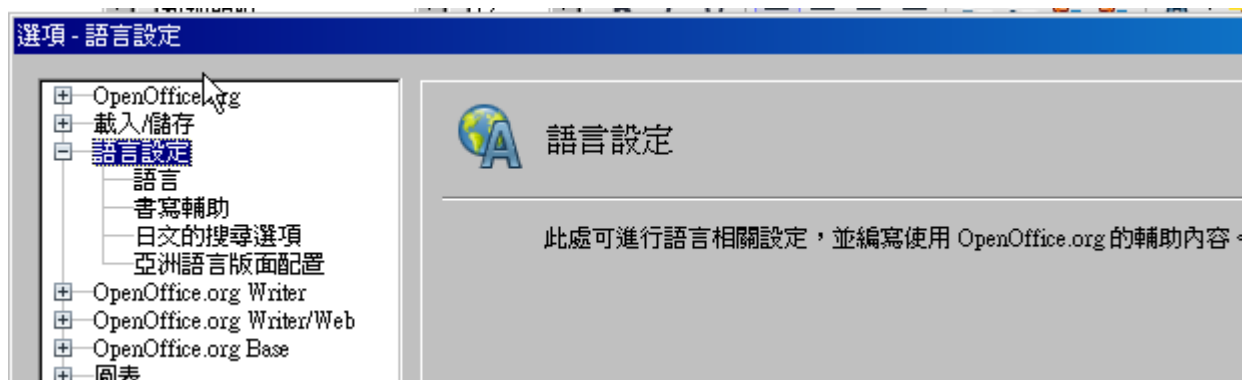 選項 - 語言設定
OpenOffice.org
載入/儲存
語言設定
語言
書寫輔助
日文的搜尋選項
亞洲語言版面配置
OpenOffice.org Writer
OpenOffice.org Writer/Web
OpenOffice.org Base
圖表
語言設定
此處可進行語言相關設定，並編寫使用 OpenOffice.org 的輔助內容。